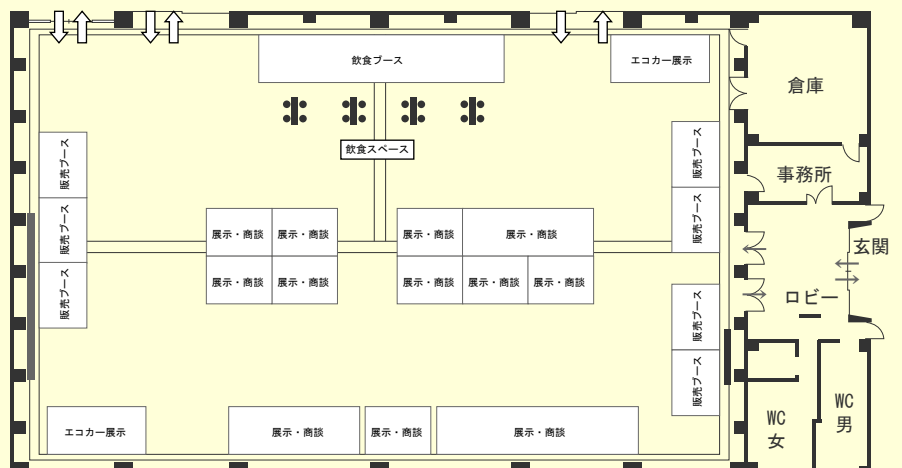 飲食ブース
エコカー展示
倉庫
飲食スペース
販売ブース
販売ブース
事務所
販売ブース
販売ブース
展示・商談
展示・商談
展示・商談
展示・商談
玄関
販売ブース
展示・商談
展示・商談
展示・商談
展示・商談
展示・商談
ロビー
販売ブース
販売ブース
エコカー展示
展示・商談
展示・商談
展示・商談
WC
女
WC
男